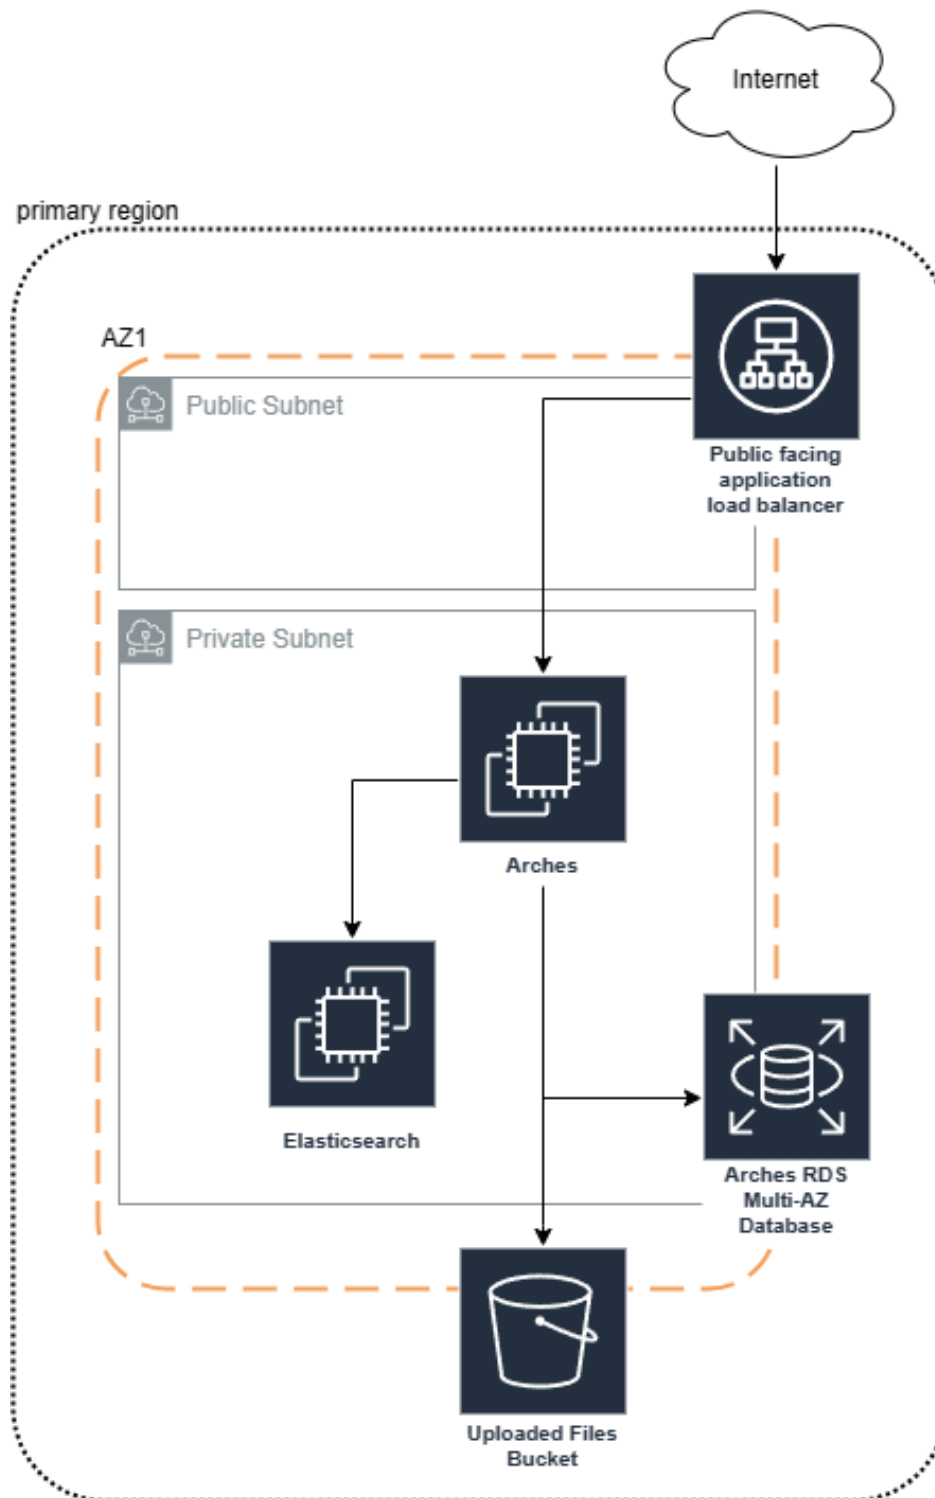 Internet
primary region
AZ1
Public Subnet
Public facing
application
load balancer
Private Subnet
Arches
Elasticsearch
Arches RDS
Multi-AZ
Database
Uploaded Files
Bucket